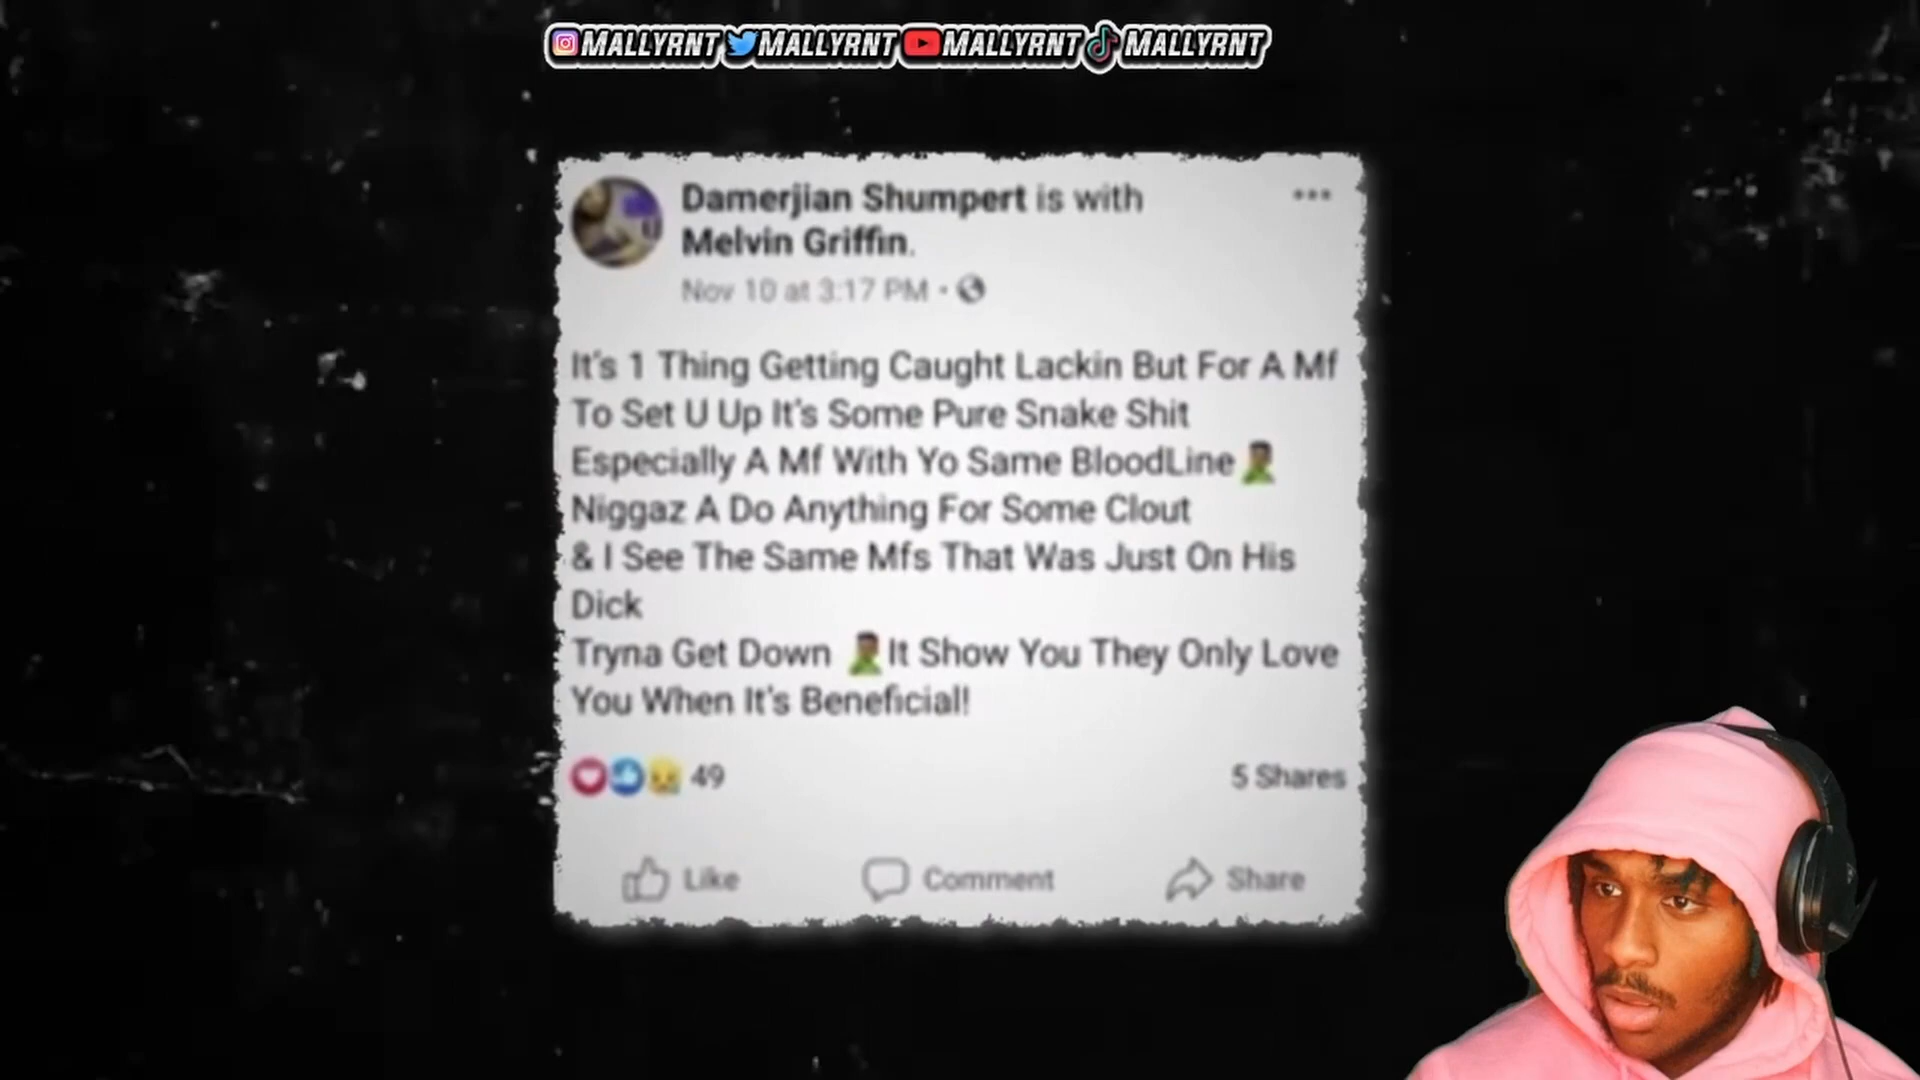 MALLYRNT MALLYRNT MALLYRNT MALLYRNT
Damerjian Shumpert is with
Melvin Griffin.
Nov 10 at 3:17 PM ·
It's 1 Thing Getting Caught Lackin But For A Mf
To Set U Up It's Some Pure Snake Shit
Especially A Mf With Yo Same BloodLine🤮
Niggaz A Do Anything For Some Clout
& I See The Same Mfs That Was Just On His
Dick
Tryna Get Down 🤮It Show You They Only Love
You When It's Beneficial!
49 5 Shares
Like Comment Share